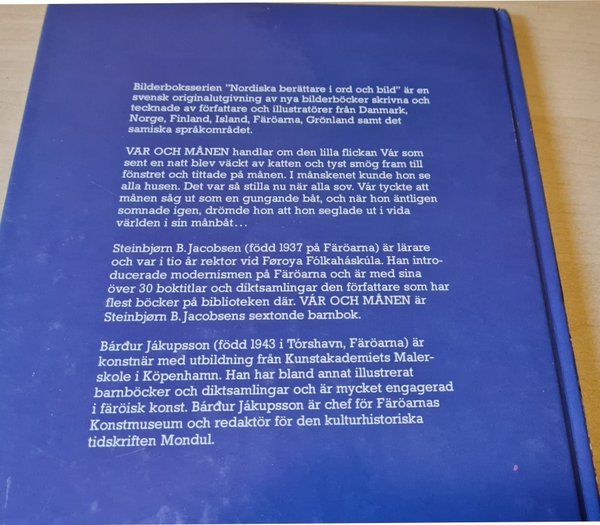 Bilderboksserien "Nordiska berättare i ord och bild" är en
svensk originalutgivning av nya bilderböcker skrivna och
tecknade av författare och illustratörer från Danmark,
Norge, Finland, Island, Färöarna, Grönland samt det
samiska språkområdet.
VAR OCH MÅNEN handlar om den lilla flickan Vár som
sent en natt blev väckt av katten och tyst smög fram till
fönstret och tittade på månen. I månskenet kunde hon se
alla husen. Det var så stilla nu när alla sov. Vár tyckte att
månen såg ut som en gungande båt, och när hon äntligen
somnade igen, drömde hon att hon seglade ut i vida
världen i sin månbåt...
Steinbjørn B. Jacobsen (född 1937 på Färöarna) är lärare
och var i tio år rektor vid Føroya Fólkaháskúla. Han intro-
ducerade modernismen på Färöarna och är med sina
över 30 boktitlar och diktsamlingar den författare som har
flest böcker på biblioteken där. VÁR OCH MÅNEN är
Steinbjørn B. Jacobsens sextonde barnbok.
Bárður Jákupsson (född 1943 i Tórshavn, Färöarna) är
konstnär med utbildning från Kunstakademiets Maler-
skole i Köpenhamn. Han har bland annat illustrerat
barnböcker och diktsamlingar och är mycket engagerad
i färöisk konst. Bárður Jákupsson är chef för Färöarnas
Konstmuseum och redaktör för den kulturhistoriska
tidskriften Mondul.